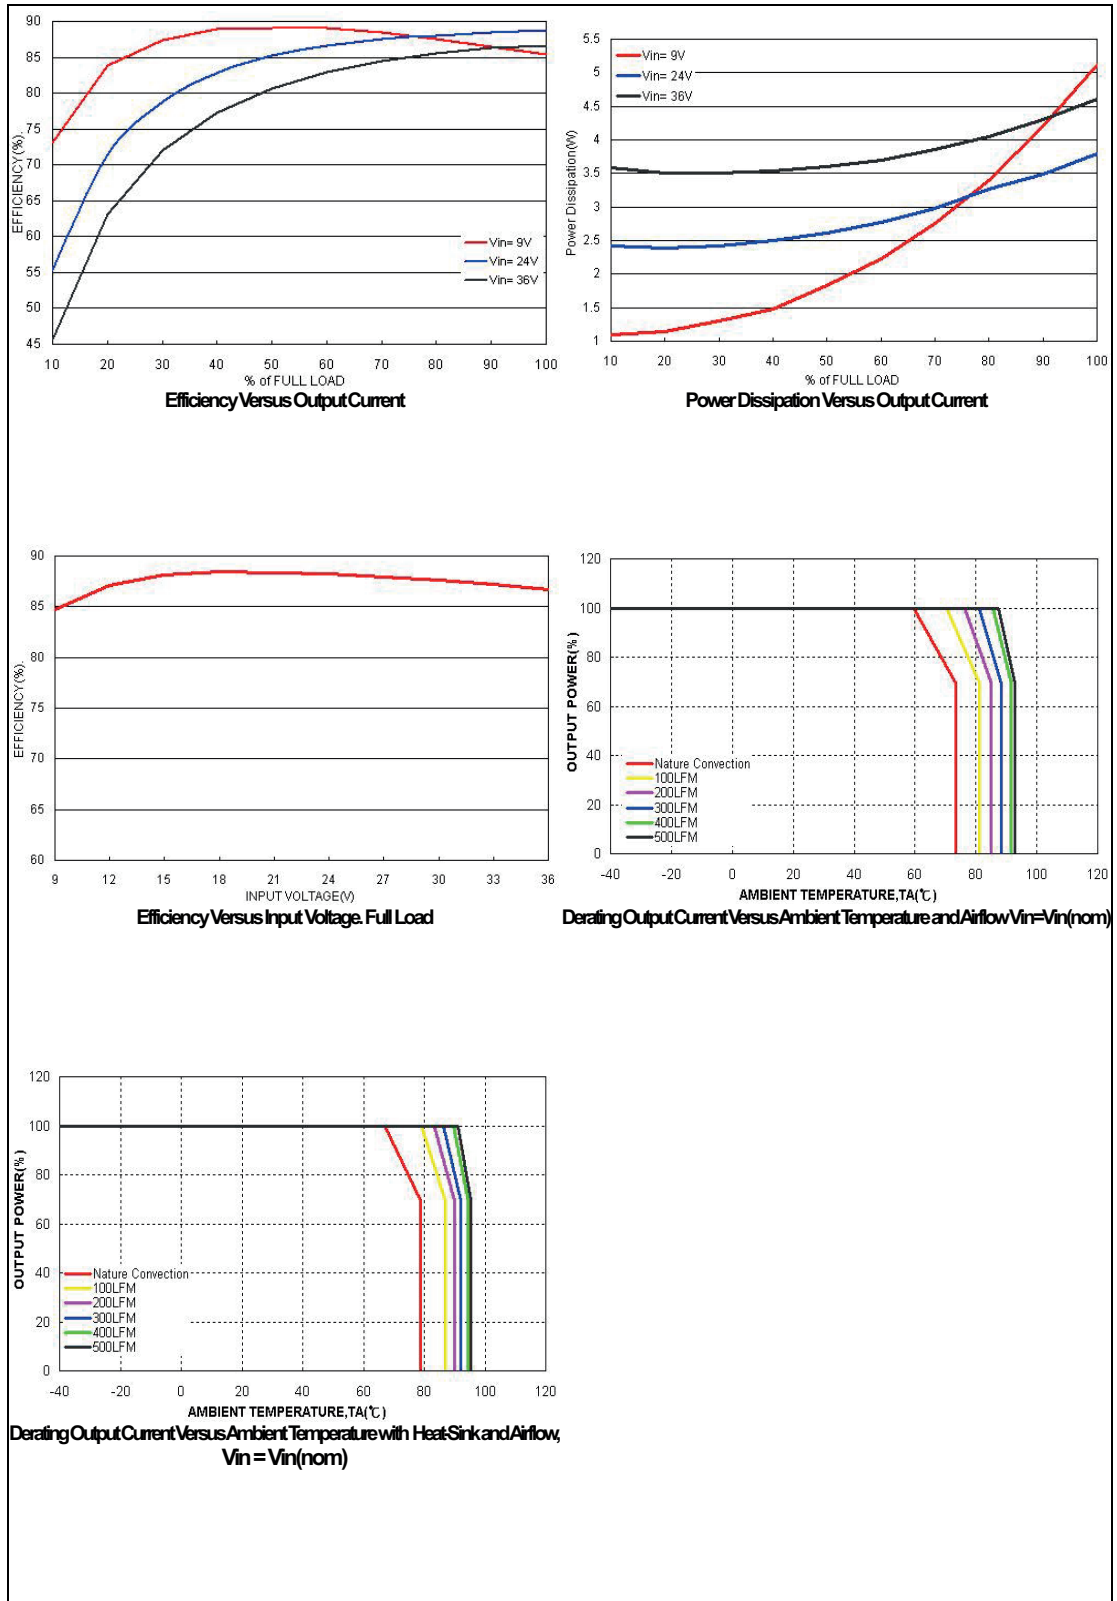 90
85
80
75
70
65
60
55
50
45
EFFICIENCY(%).
Vin= 9V
Vin= 24V
Vin= 36V
10 20 30 40 50 60 70 80 90 100
% of FULL LOAD
Efficiency Versus Output Current
5.5
5
4.5
4
3.5
3
2.5
2
1.5
1
Power Dissipation(W)
Vin= 9V
Vin= 24V
Vin= 36V
10 20 30 40 50 60 70 80 90 100
% of FULL LOAD
Power Dissipation Versus Output Current
90
85
80
75
70
65
60
EFFICIENCY(%).
9 12 15 18 21 24 27 30 33 36
INPUT VOLTAGE(V)
Efficiency Versus Input Voltage. Full Load
120
100
80
60
40
20
0
OUTPUT POWER(%)
Nature Convection
100LFM
200LFM
300LFM
400LFM
500LFM
-40 -20 0 20 40 60 80 100 120
AMBIENT TEMPERATURE,TA(℃)
Derating Output Current Versus Ambient Temperature and Airflow Vin=Vin(nom)
120
100
80
60
40
20
0
OUTPUT POWER(%)
Nature Convection
100LFM
200LFM
300LFM
400LFM
500LFM
-40 -20 0 20 40 60 80 100 120
AMBIENT TEMPERATURE,TA(℃)
Derating Output Current Versus Ambient Temperature with Heat-Sink and Airflow,
Vin = Vin(nom)